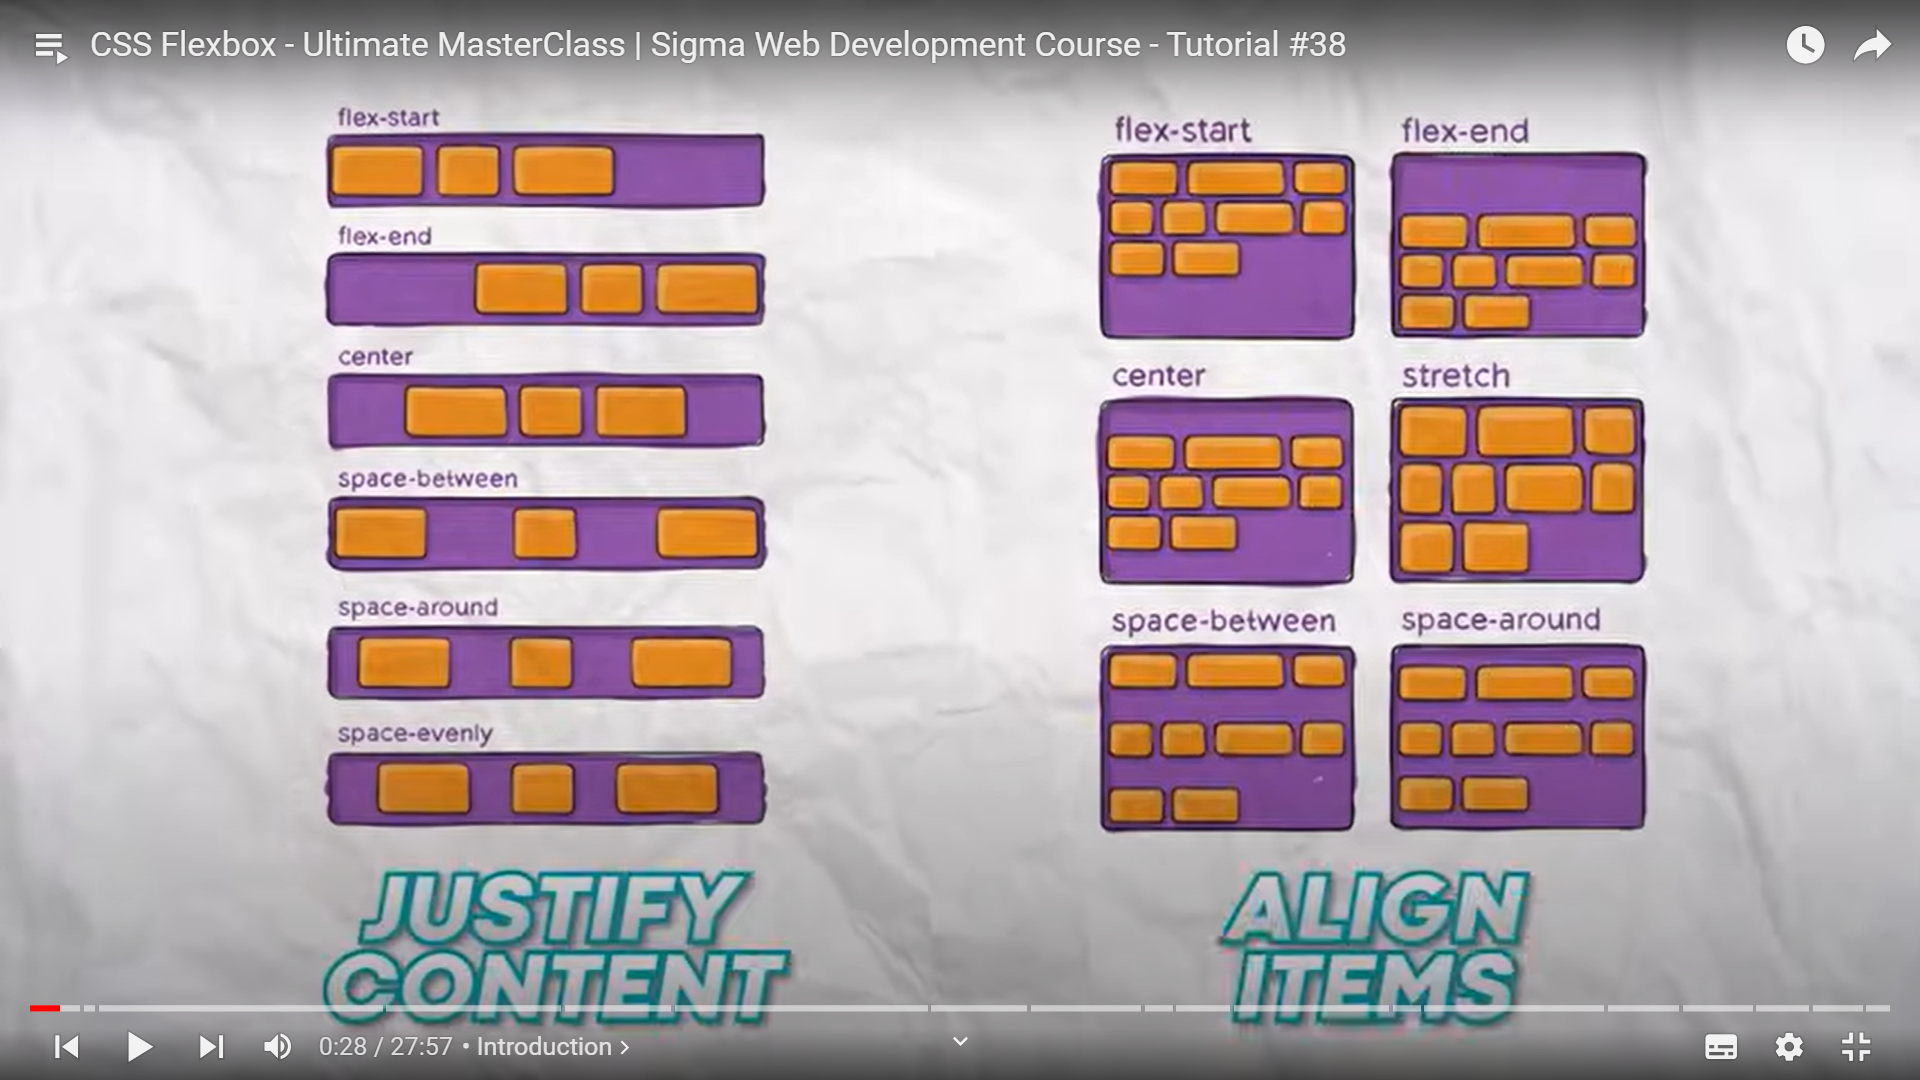 CSS Flexbox - Ultimate MasterClass | Sigma Web Development Course - Tutorial #38
flex-start
flex-end
center
space-between
space-around
space-evenly
JUSTIFY
CONTENT
flex-start
flex-end
center
stretch
space-between
space-around
ALIGN
ITEMS
0:28 / 27:57 • Introduction >